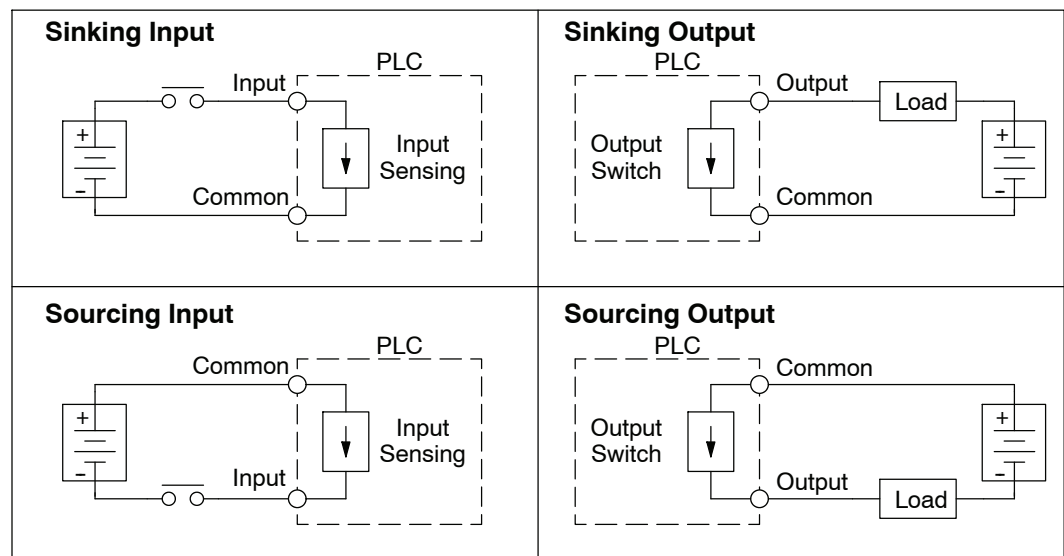 Sinking Input
PLC
Input
+
Input
Sensing
–
Common
Sinking Output
PLC
Output
Load
+
Output
Switch
–
Common
Sourcing Input
PLC
Common
+
Input
Sensing
–
Input
Sourcing Output
PLC
Common
+
Output
Switch
–
Output
Load